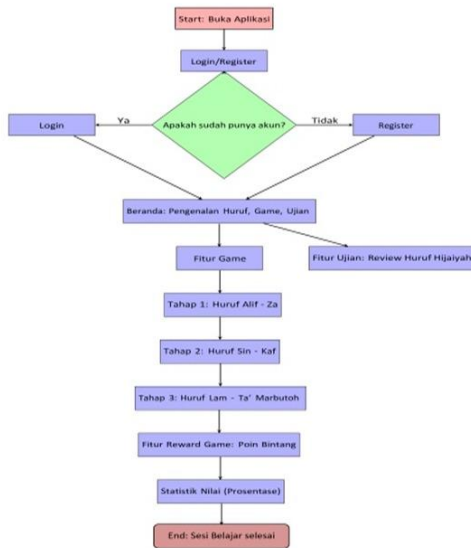 Start: Buka Aplikasi
Login/Register
Apakah sudah punya akun?
Ya
Tidak
Login
Register
Beranda: Pengenalan Huruf, Game, Ujian
Fitur Game
Fitur Ujian: Review Huruf Hijaiyah
Tahap 1: Huruf Alif - Za
Tahap 2: Huruf Sin - Kaf
Tahap 3: Huruf Lam - Ta' Marbutoh
Fitur Reward Game: Poin Bintang
Statistik Nilai (Prosentase)
End: Sesi Belajar selesai